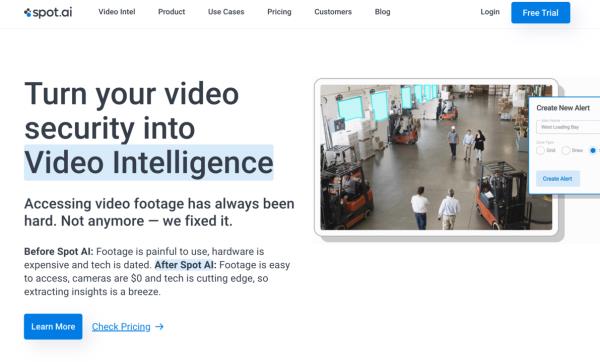 spot.ai
Video Intel
Product
Use Cases
Pricing
Customers
Blog
Login
Free Trial
Turn your video
security into
Video Intelligence
Accessing video footage has always been
hard. Not anymore — we fixed it.
Before Spot AI: Footage is painful to use, hardware is
expensive and tech is dated. After Spot AI: Footage is easy
to access, cameras are $0 and tech is cutting edge, so
extracting insights is a breeze.
Learn More
Check Pricing →
Create New Alert
West Loading Bay
Grid
Draw
Create Alert